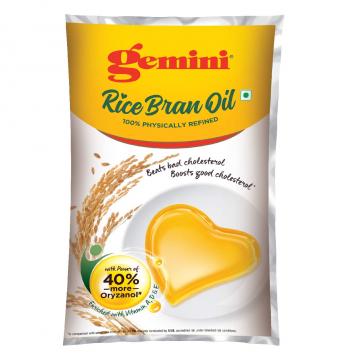 gemini®
Rice Bran Oil
100% PHYSICALLY REFINED
Beats bad cholesterol
Boosts good cholesterol*
with Power of
40%
more
Oryzanol*
Enriched with Vitamin A, D & E